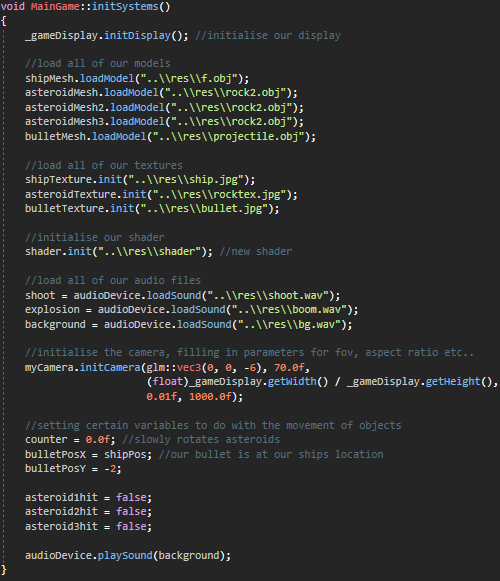 void MainGame::initSystems()
{
_gameDisplay.initDisplay(); //initialise our display
//load all of our models
shipMesh.loadModel("..\\res\\f.obj");
asteroidMesh.loadModel("..\\res\\rock2.obj");
asteroidMesh2.loadModel("..\\res\\rock2.obj");
asteroidMesh3.loadModel("..\\res\\rock2.obj");
bulletMesh.loadModel("..\\res\\projectile.obj");
//load all of our textures
shipTexture.init("..\\res\\ship.jpg");
asteroidTexture.init("..\\res\\rocktex.jpg");
bulletTexture.init("..\\res\\bullet.jpg");
//initialise our shader
shader.init("..\\res\\shader"); //new shader
//load all of our audio files
shoot = audioDevice.loadSound("..\\res\\shoot.wav");
explosion = audioDevice.loadSound("..\\res\\boom.wav");
background = audioDevice.loadSound("..\\res\\bg.wav");
//initialise the camera, filling in parameters for fov, aspect ratio etc..
myCamera.initCamera(glm::vec3(0, 0, -6), 70.0f,
(float)_gameDisplay.getWidth() / _gameDisplay.getHeight(),
0.01f, 1000.0f);
//setting certain variables to do with the movement of objects
counter = 0.0f; //slowly rotates asteroids
bulletPosX = shipPos; //our bullet is at our ships location
bulletPosY = -2;
asteroid1hit = false;
asteroid2hit = false;
asteroid3hit = false;
audioDevice.playSound(background);
}